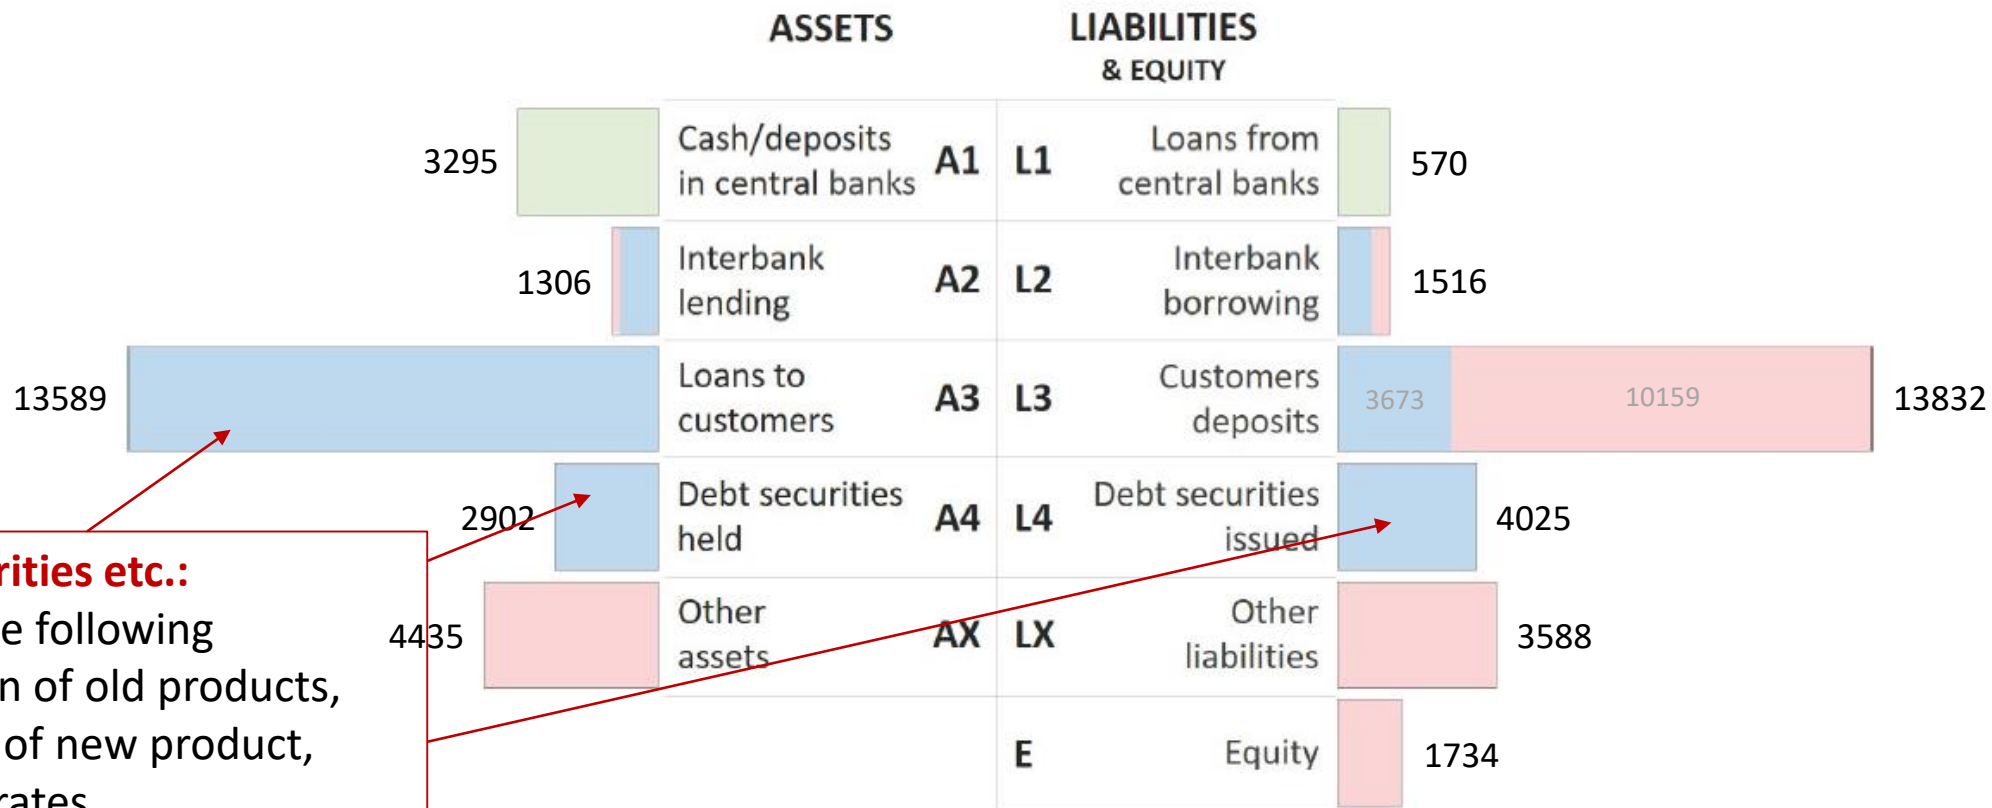 ASSETS
LIABILITIES
& EQUITY
3295
Cash/deposits
in central banks
A1
L1
Loans from
central banks
570
1306
Interbank
lending
A2
L2
Interbank
borrowing
1516
13589
Loans to
customers
A3
L3
Customers
deposits
3673
10159
13832
2902
Debt securities
held
A4
L4
Debt securities
issued
4025
4435
Other
assets
AX
LX
Other
liabilities
3588
E
Equity
1734
rities etc.:
e following
n of old products,
of new product,
rates